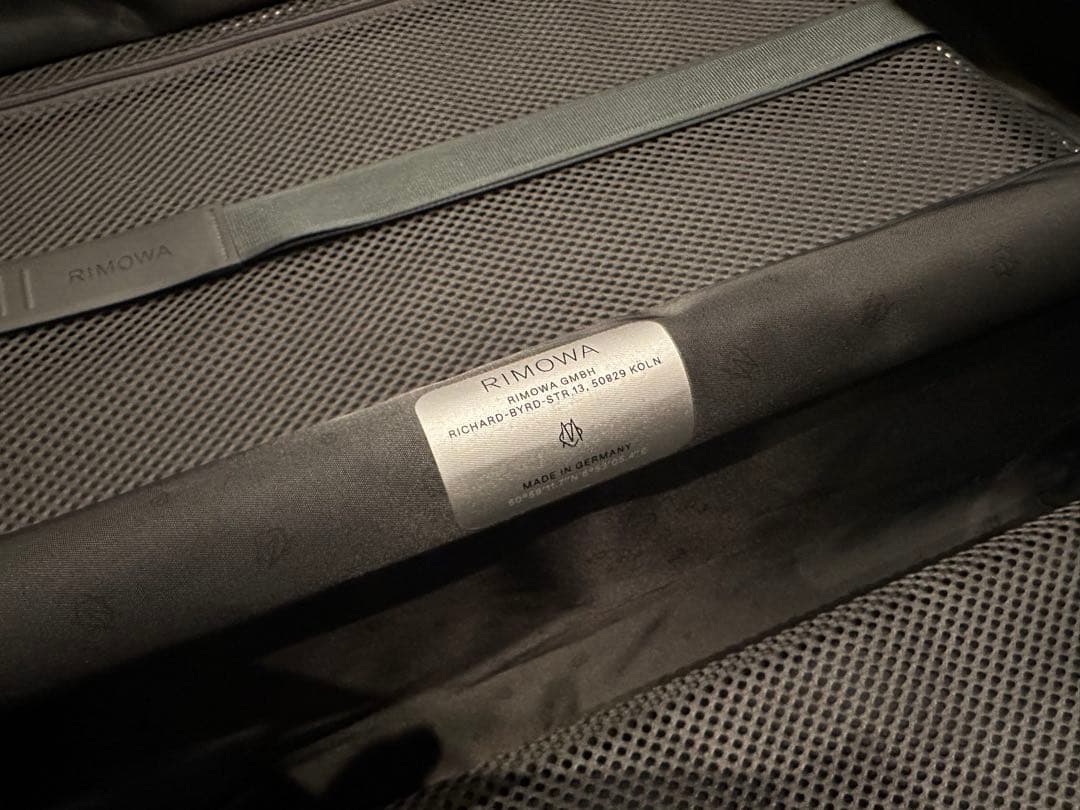 RIMOWA
RIMOWA
RIMOWA GMBH
RICHARD-BYRD-STR.13, 50829 KÖLN
MADE IN GERMANY